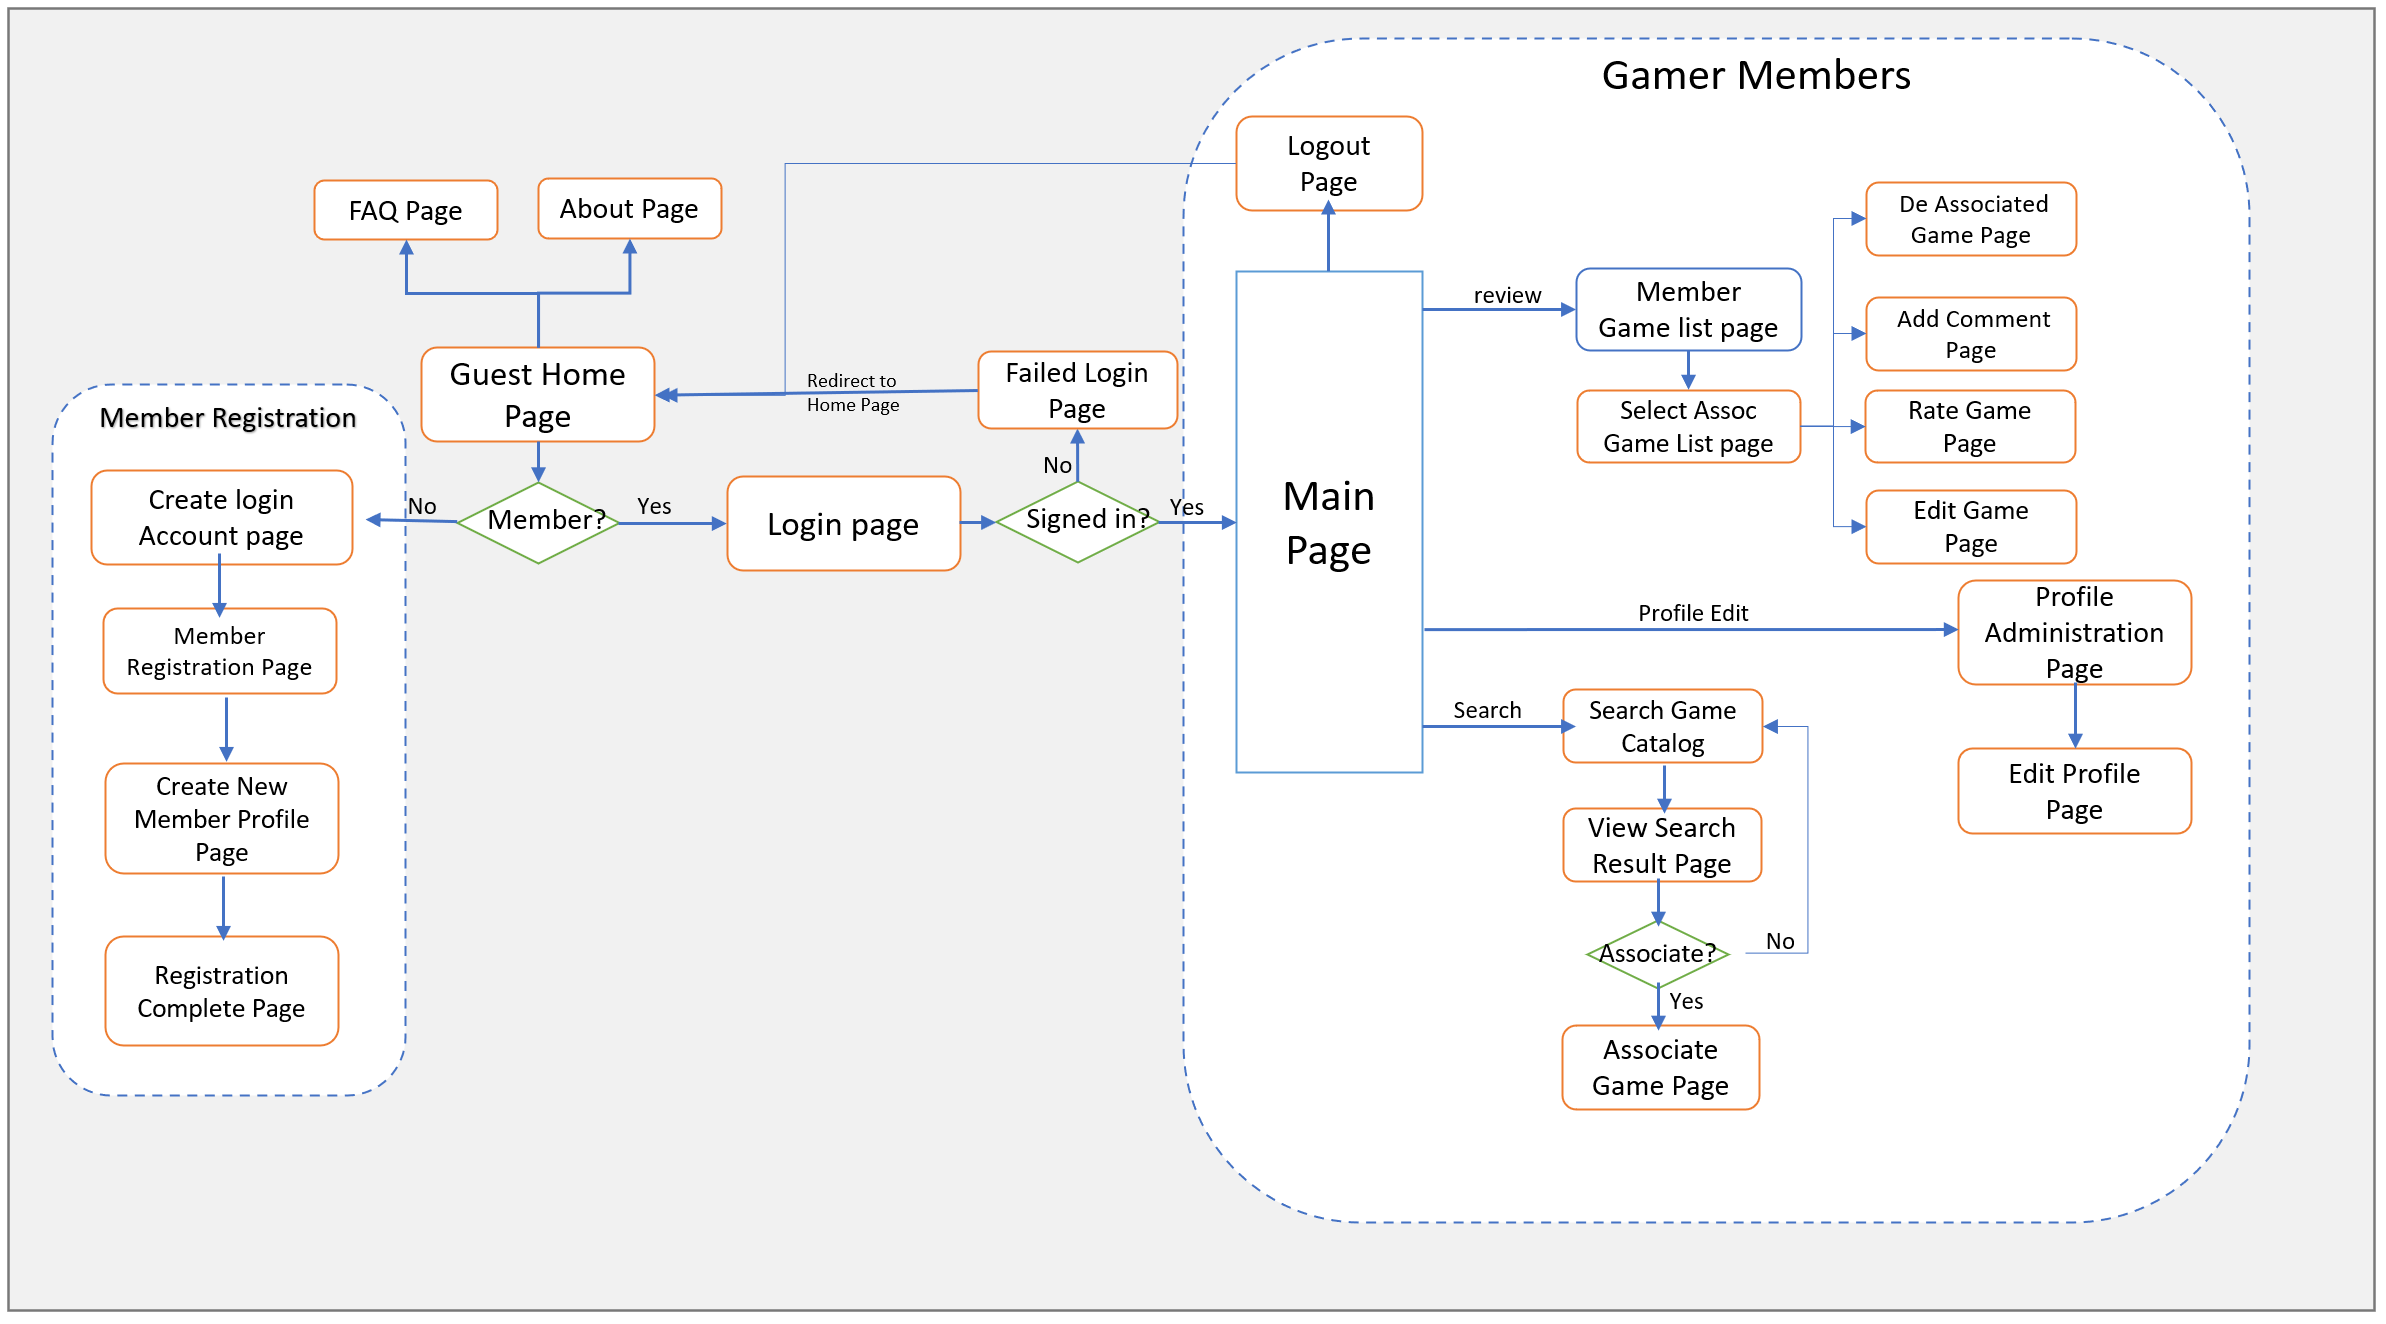 Gamer Members
Logout
Page
FAQ Page
About Page
De Associated
Game Page
Member
Game list page
review
Add Comment
Page
Guest Home
Page
Redirect to
Home Page
Failed Login
Page
Select Assoc
Game List page
Rate Game
Page
Member Registration
Create login
Account page
No
Member?
Yes
Login page
No
Signed in?
Yes
Main
Page
Edit Game
Page
Member
Registration Page
Profile Edit
Profile
Administration
Page
Search
Search Game
Catalog
Create New
Member Profile
Page
Edit Profile
Page
View Search
Result Page
Associate?
No
Yes
Registration
Complete Page
Associate
Game Page